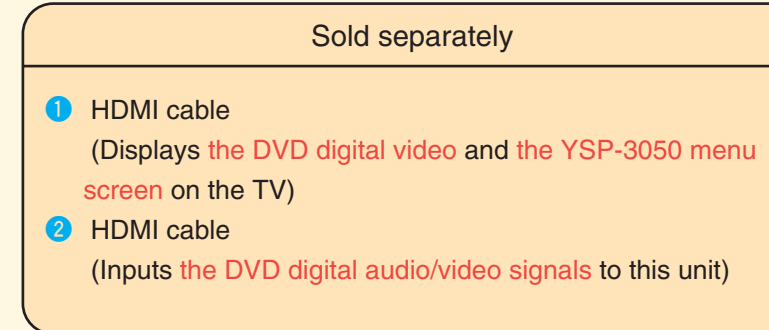 Sold separately
1 HDMI cable
(Displays the DVD digital video and the YSP-3050 menu
screen on the TV)
2 HDMI cable
(Inputs the DVD digital audio/video signals to this unit)